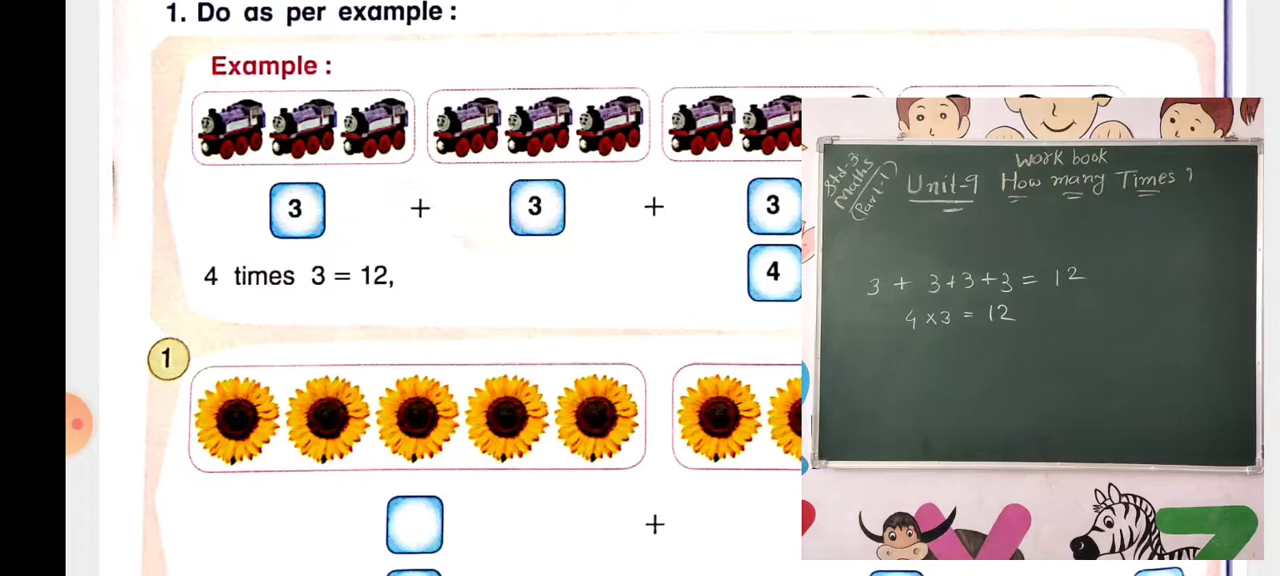 1. Do as per example :
Example :
3 + 3 + 3
4 times 3 = 12,
4
1
+
Std-3
Maths
(Part-1)
Work book
Unit-9 How many Times ?
3 + 3+3+3 = 12
4 x3 = 12